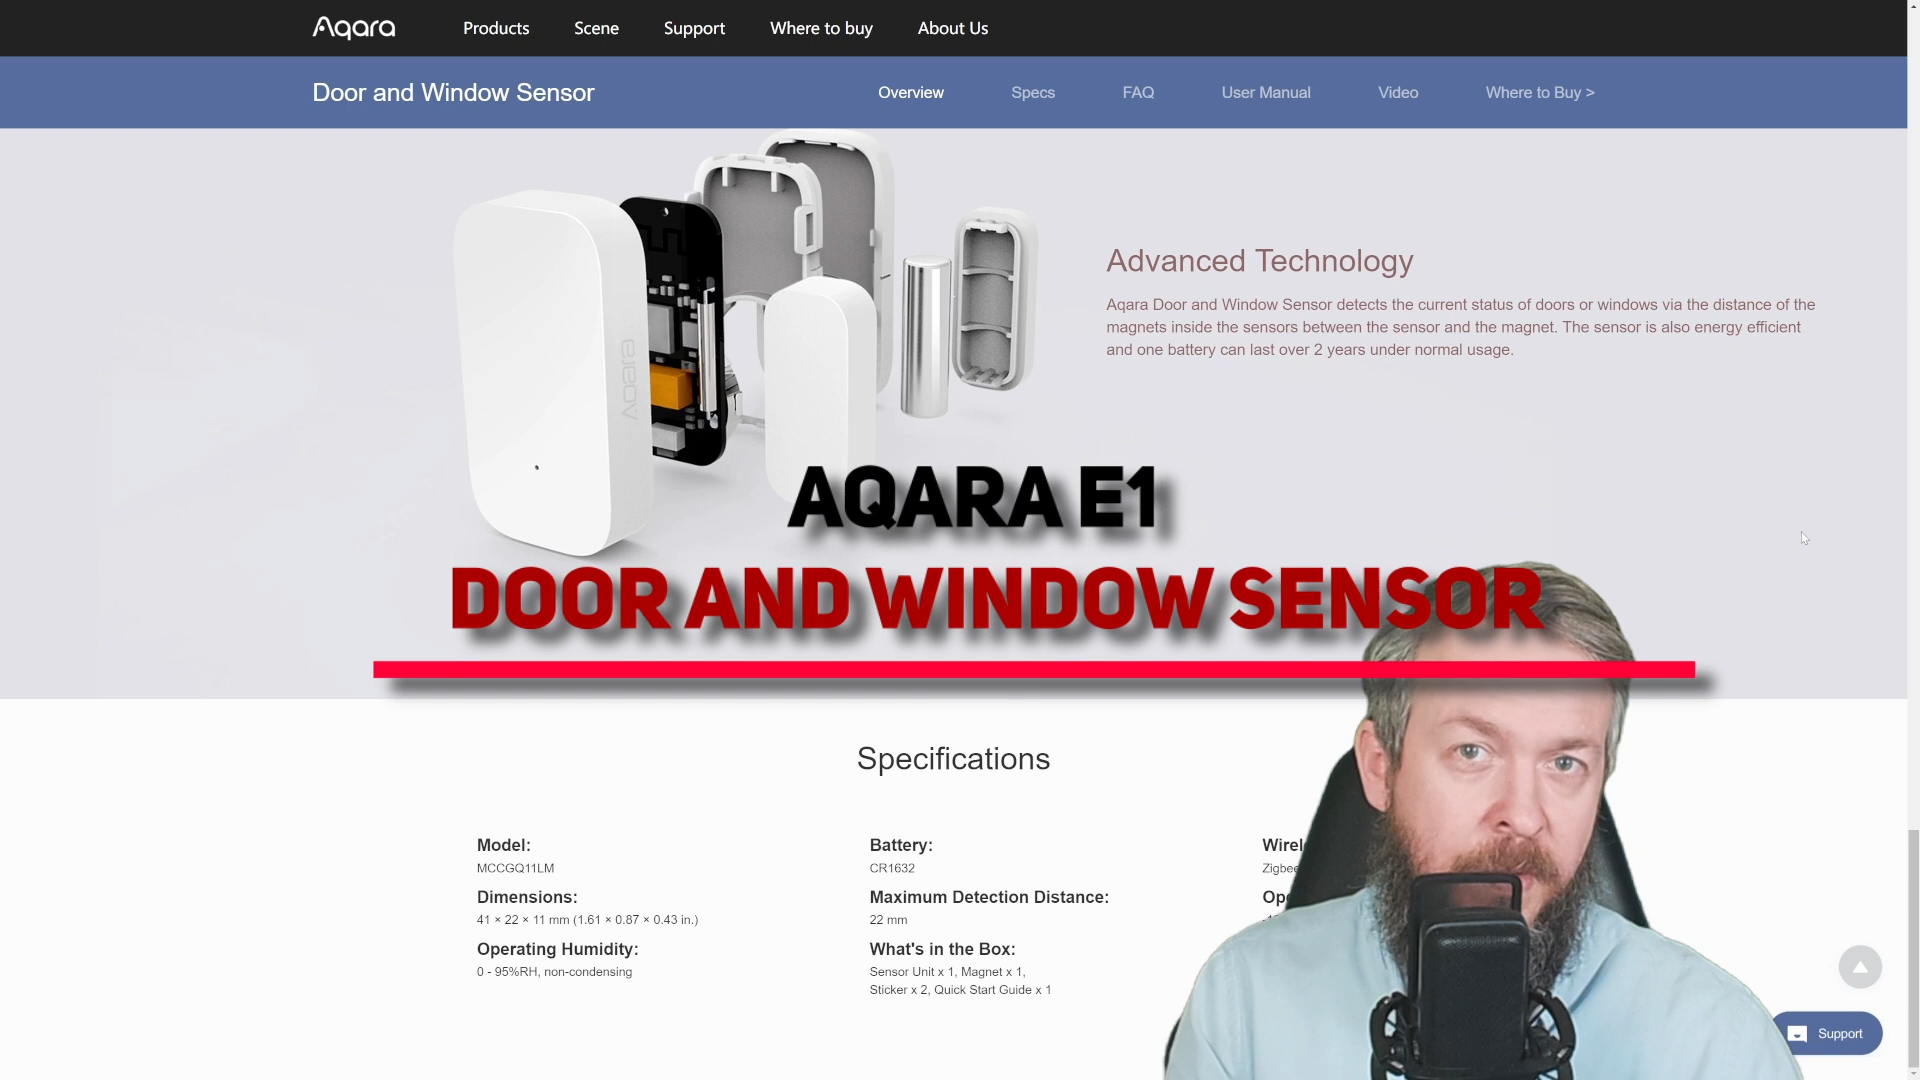 Aqara
Products
Scene
Support
Where to buy
About Us
Door and Window Sensor
Overview
Specs
FAQ
User Manual
Video
Where to Buy >
Advanced Technology
Aqara Door and Window Sensor detects the current status of doors or windows via the distance of the
magnets inside the sensors between the sensor and the magnet. The sensor is also energy efficient
and one battery can last over 2 years under normal usage.
Aqara
AQARA E1
DOOR AND WINDOW SENSOR
Specifications
Model:
MCCGQ11LM
Dimensions:
41 × 22 × 11 mm (1.61 × 0.87 × 0.43 in.)
Operating Humidity:
0 - 95%RH, non-condensing
Battery:
CR1632
Maximum Detection Distance:
22 mm
What's in the Box:
Sensor Unit x 1, Magnet x 1,
Sticker x 2, Quick Start Guide x 1
Zigbee
Support